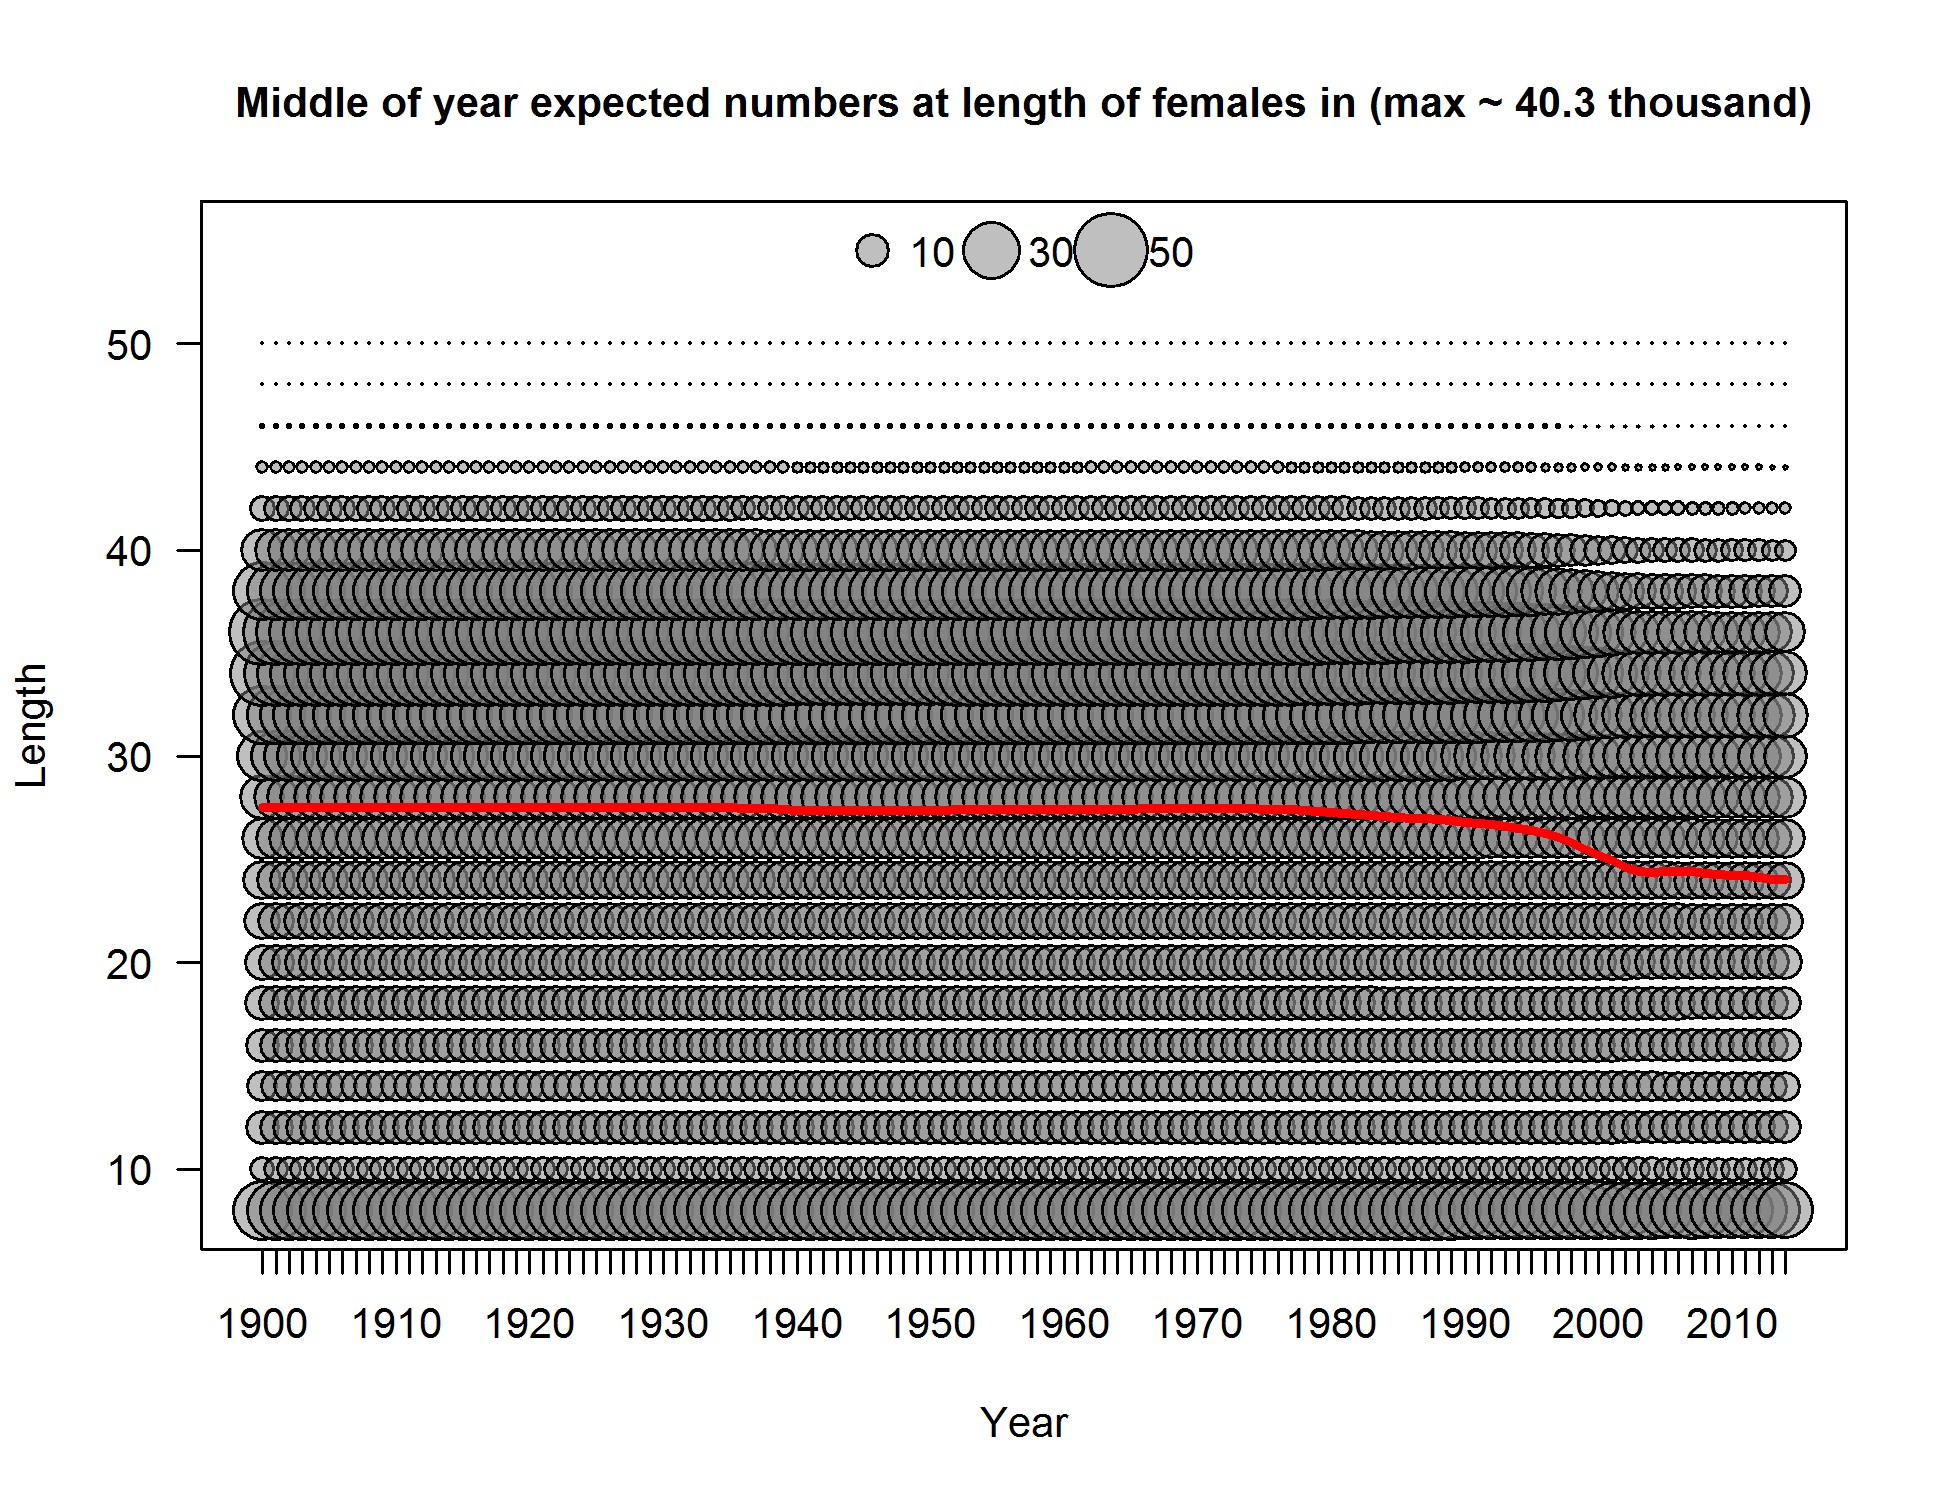 Middle of year expected numbers at length of females in (max ~ 40.3 thousand)
10 30 50
50
40
30
20
10
Length
1900 1910 1920 1930 1940 1950 1960 1970 1980 1990 2000 2010
Year